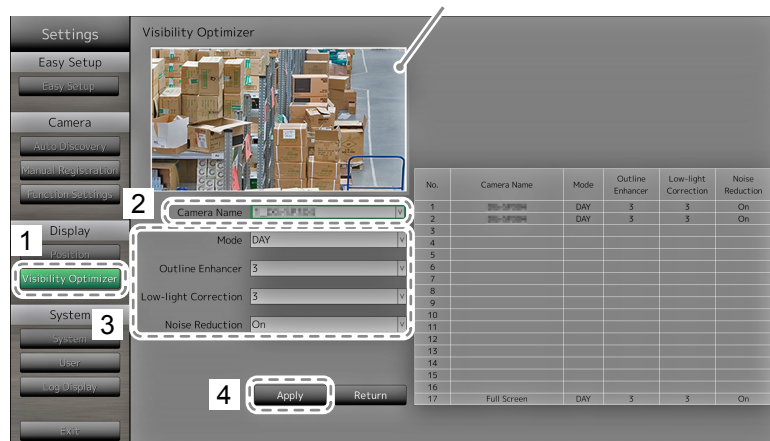 Settings
Easy Setup
Easy Setup
Camera
Auto Discovery
Manual Registration
Function Settings
1
Display
Position
Visibility Optimizer
System
3
System
User
Log Display
Exit
Visibility Optimizer
2
Camera Name
Mode DAY
Outline Enhancer 3
Low-light Correction 3
Noise Reduction On
4
Apply Return
No. Camera Name Mode Outline Enhancer Low-light Correction Noise Reduction
1 DAY 3 3 On
2 DAY 3 3 On
3
4
5
6
7
8
9
10
11
12
13
14
15
16
17 Full Screen DAY 3 3 On